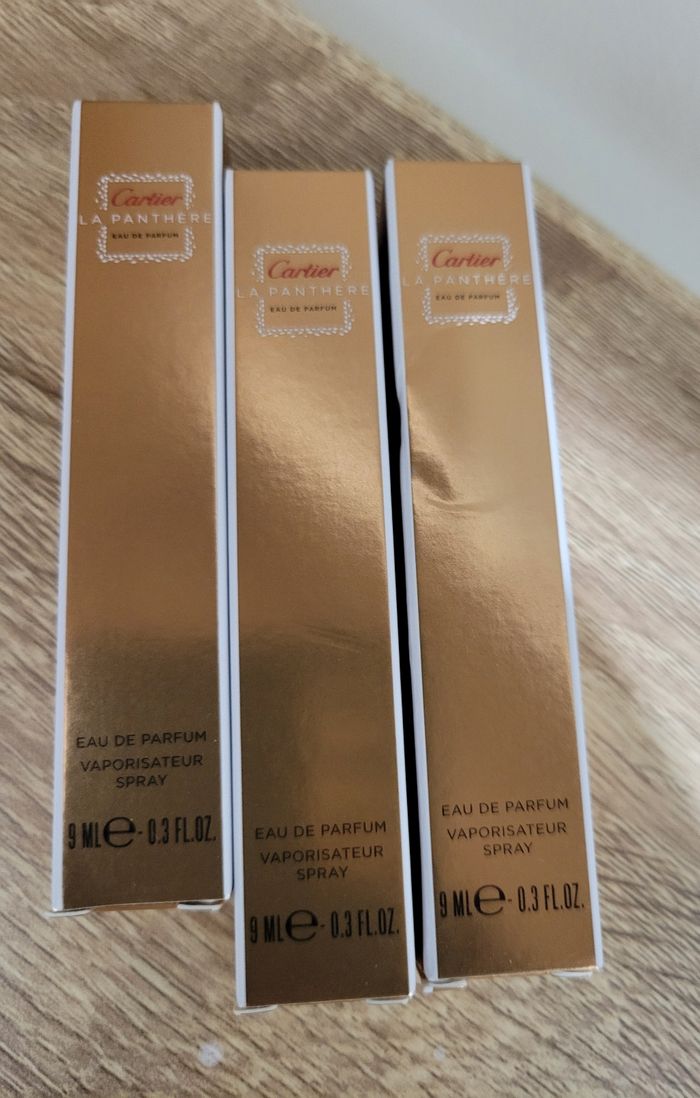 Cartier
LA PANTHÈRE
EAU DE PARFUM
EAU DE PARFUM
VAPORISATEUR
SPRAY
9 ML e - 0.3 FL.OZ.
Cartier
LA PANTHÈRE
EAU DE PARFUM
EAU DE PARFUM
VAPORISATEUR
SPRAY
9 ML e - 0.3 FL.OZ.
Cartier
LA PANTHÈRE
EAU DE PARFUM
EAU DE PARFUM
VAPORISATEUR
SPRAY
9 ML e - 0.3 FL.OZ.